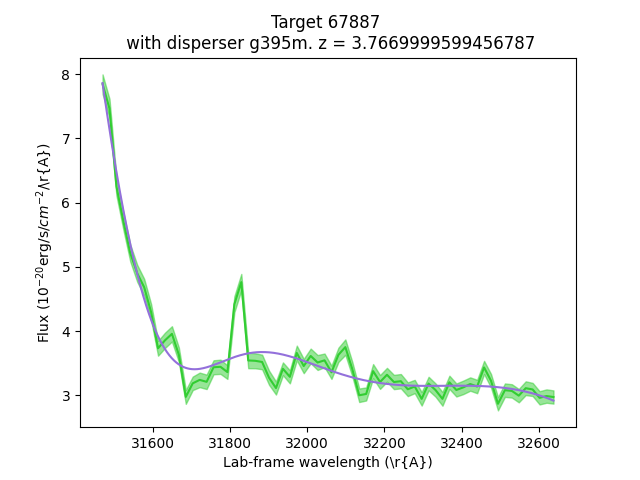 Target 67887
with disperser g395m. z = 3.7669999599456787
8
7
6
5
4
3
Flux (10^{-20}erg/s/cm^{-2}/\r{A})
31600 31800 32000 32200 32400 32600
Lab-frame wavelength (\r{A})